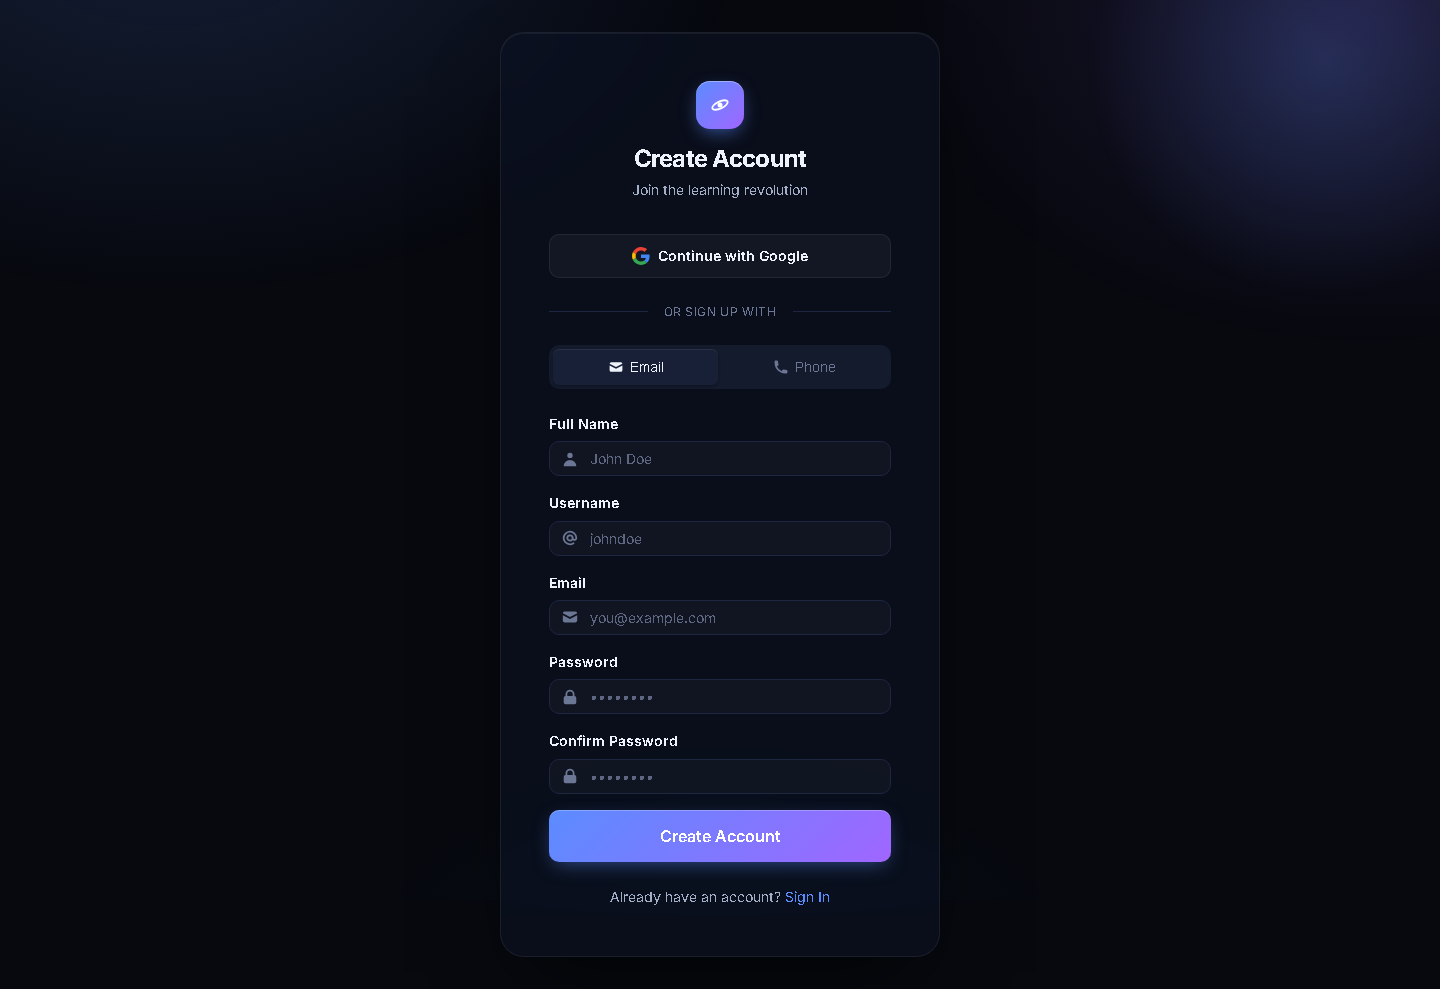 Create Account
Join the learning revolution
Continue with Google
OR SIGN UP WITH
Email
Phone
Full Name
John Doe
Username
johndoe
Email
you@example.com
Password
••••••••
Confirm Password
••••••••
Create Account
Already have an account? Sign In